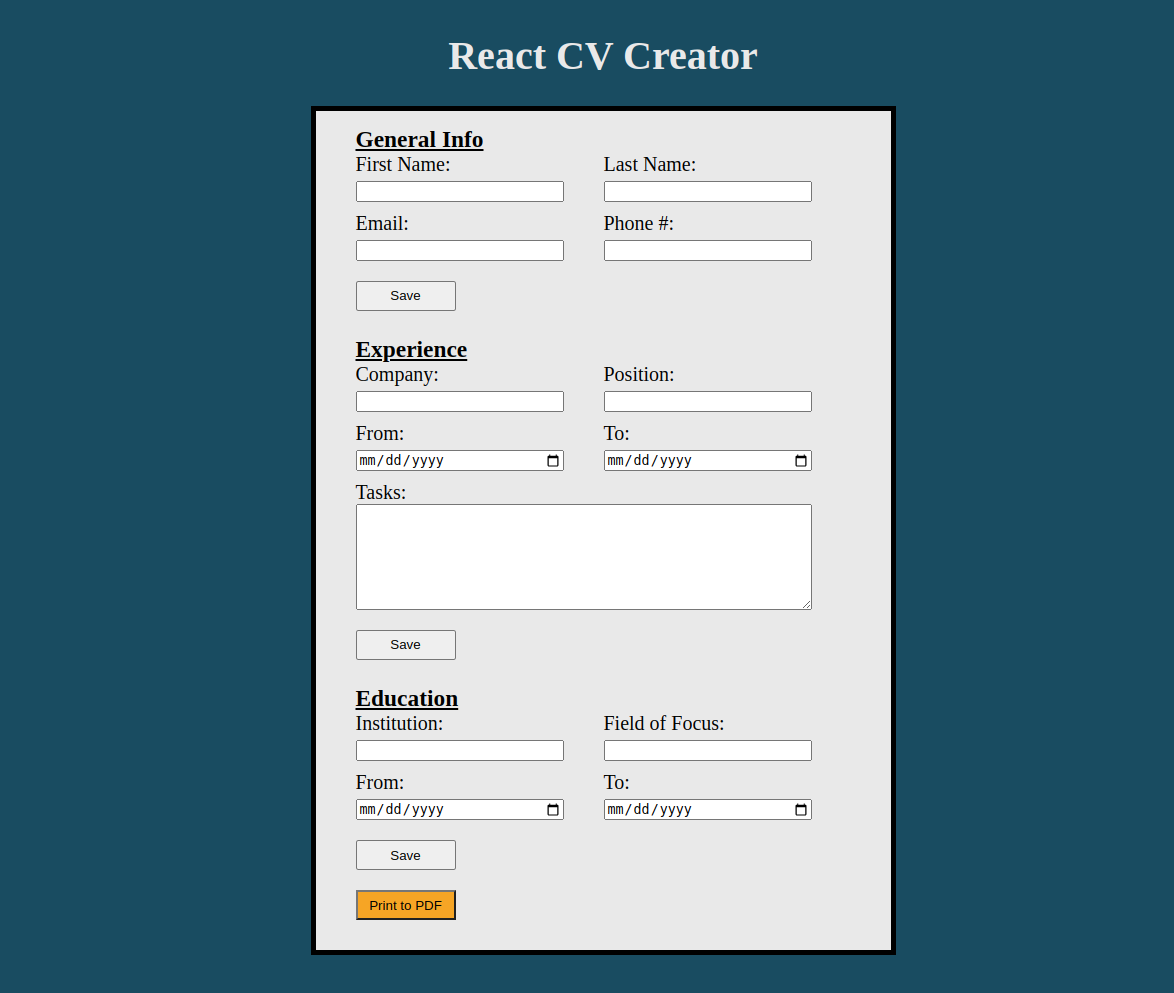 React CV Creator
General Info
First Name: Last Name:
Email: Phone #:
Save
Experience
Company: Position:
From: To:
mm/dd/yyyy mm/dd/yyyy
Tasks:
Save
Education
Institution: Field of Focus:
From: To:
mm/dd/yyyy mm/dd/yyyy
Save
Print to PDF